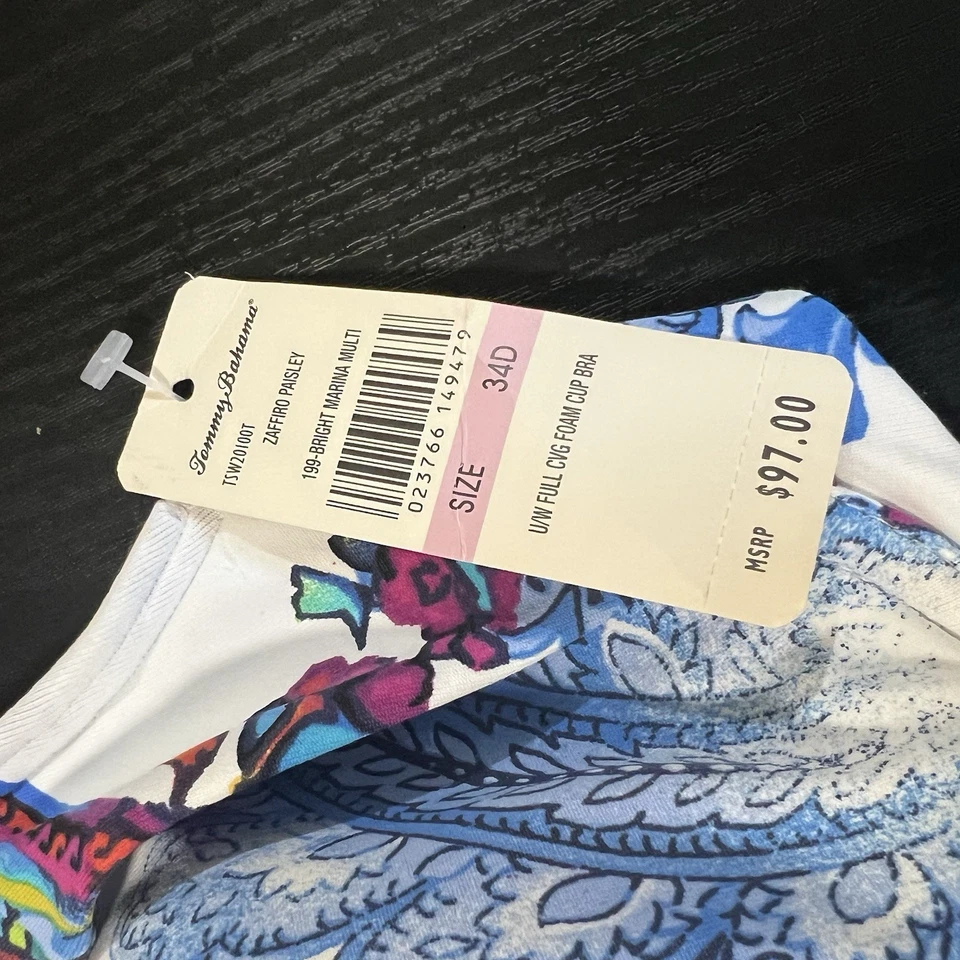 Tommy Bahama®
TSW20100T
ZAFFIRO PAISLEY
199-BRIGHT MARINA MULTI
023766 149479
SIZE 34D
U/W FULL CVG FOAM CUP BRA
MSRP $97.00